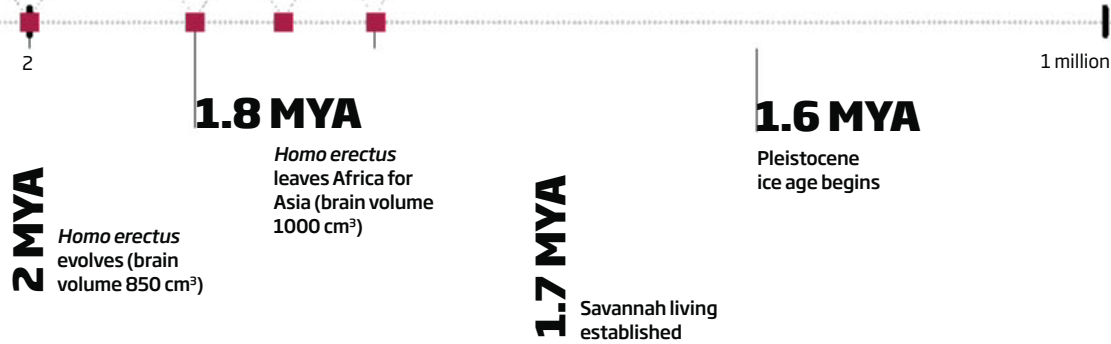 2
1 million
2 MYA
Homo erectus
evolves (brain
volume 850 cm³)
1.8 MYA
Homo erectus
leaves Africa for
Asia (brain volume
1000 cm³)
1.7 MYA
Savannah living
established
1.6 MYA
Pleistocene
ice age begins